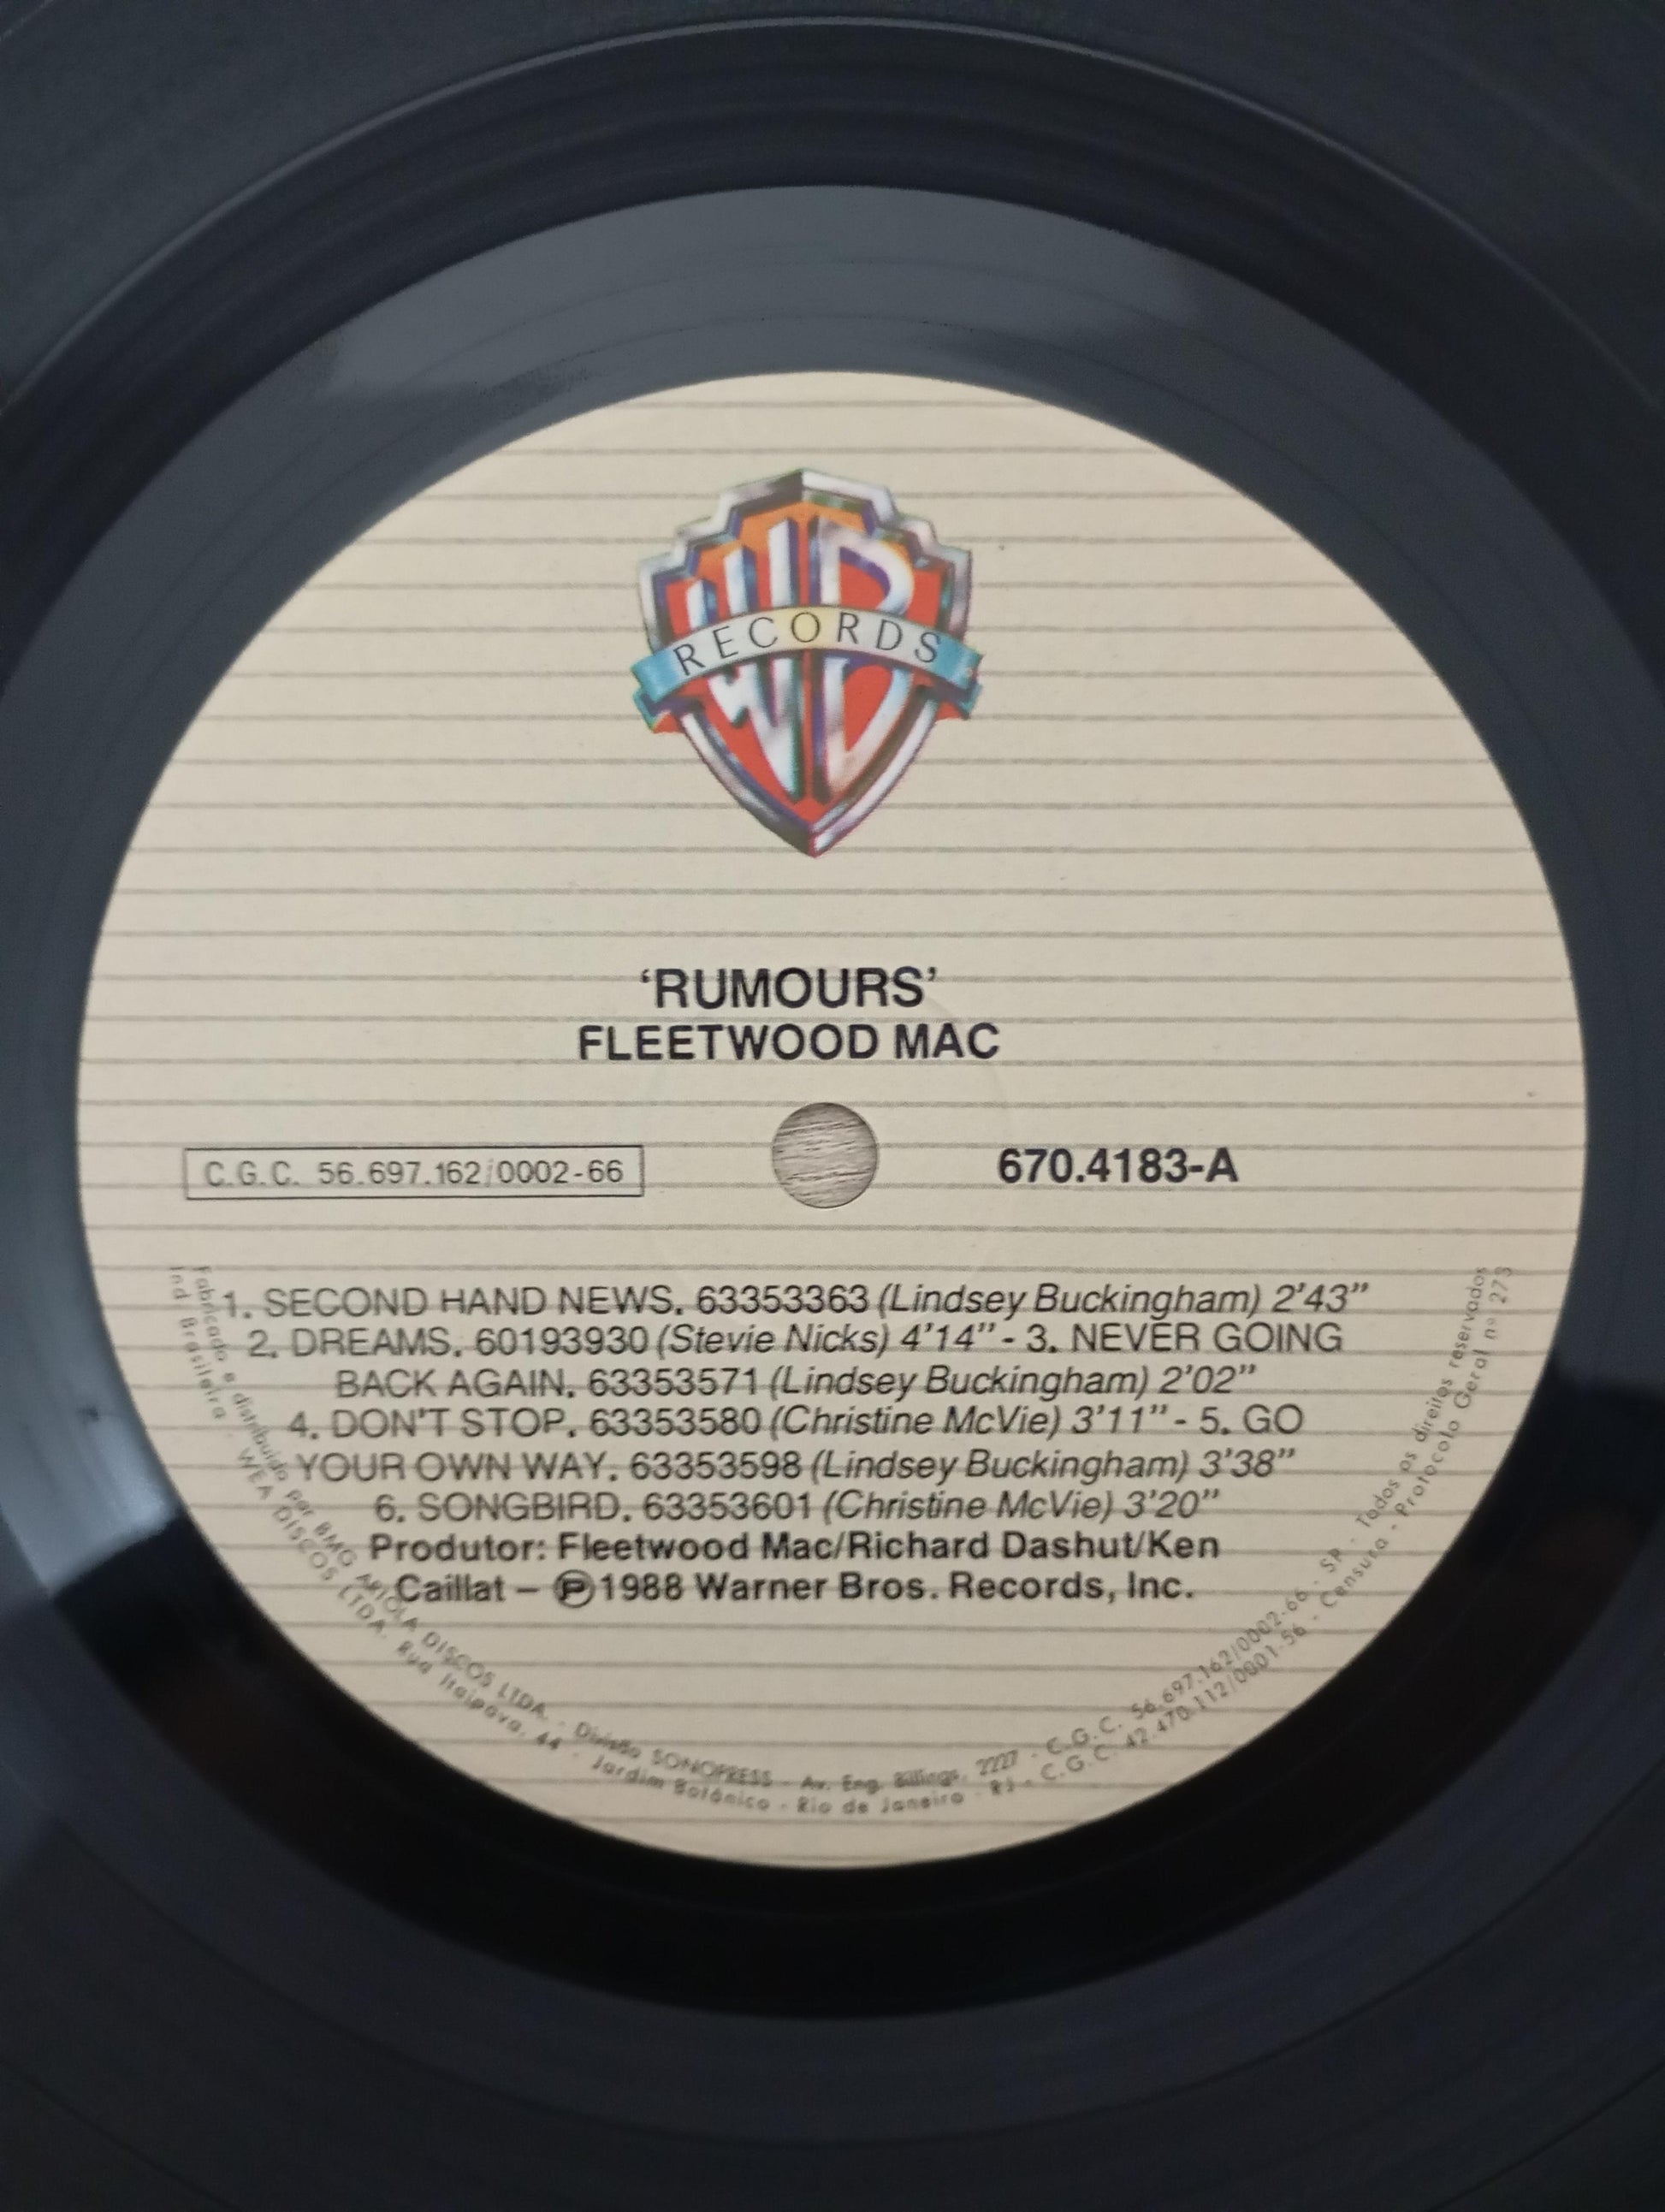 WB
RECORDS
‘RUMOURS’
FLEETWOOD MAC
C.G.C. 56.697.162/0002-66
670.4183-A
1. SECOND HAND NEWS. 63353363 (Lindsey Buckingham) 2’43”
2. DREAMS. 60193930 (Stevie Nicks) 4’14” - 3. NEVER GOING
BACK AGAIN. 63353571 (Lindsey Buckingham) 2’02”
4. DON'T STOP. 63353580 (Christine McVie) 3’11” - 5. GO
YOUR OWN WAY. 63353598 (Lindsey Buckingham) 3’38”
6. SONGBIRD. 63353601 (Christine McVie) 3’20”
Produtor: Fleetwood Mac/Richard Dashut/Ken
Caillat – ℗1988 Warner Bros. Records, Inc.
Fabricado e distribuído por BMG ARIOLA DISCOS LTDA. - Divisão SONOPRESS - Av. Eng. Billings, 2227 - C.G.C. 56.697.162/0002-66 - SP - Todos os direitos reservados
Ind. Brasileira - WEA DISCOS LTDA. Rua Itaipava, 44 - Jardim Botânico - Rio de Janeiro - RJ - C.G.C. 42.470.112/0001-56 - Censura - Protocolo Geral nº 273